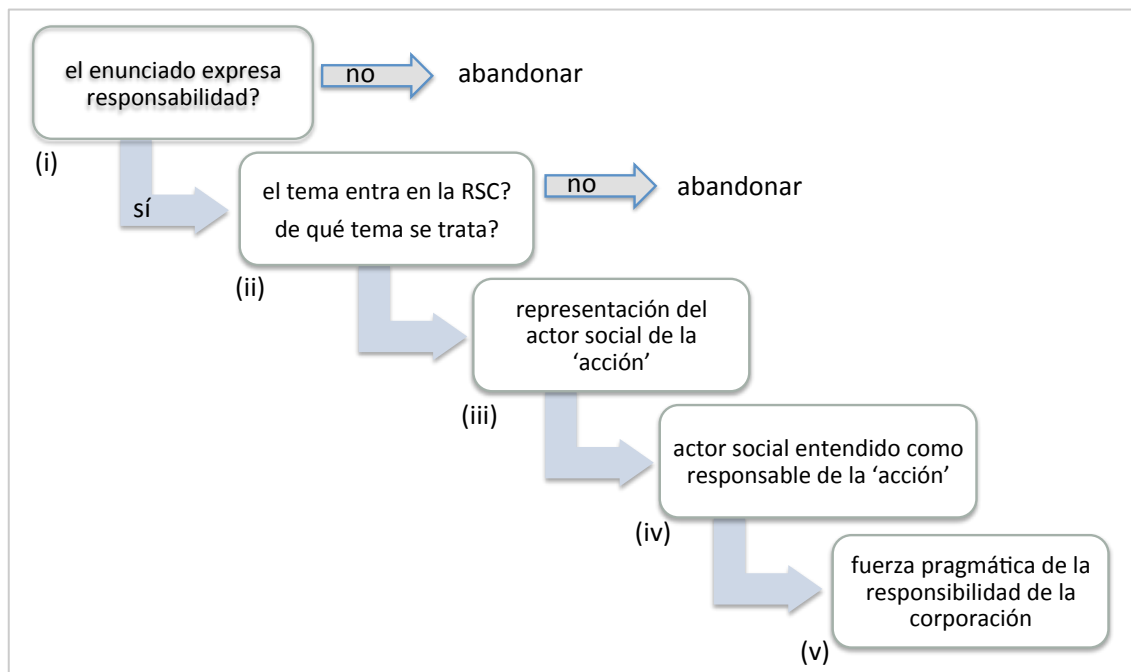 el enunciado expresa
responsabilidad?
no
abandonar
(i)
sí
el tema entra en la RSC?
de qué tema se trata?
no
abandonar
(ii)
representación del
actor social de la
‘acción’
(iii)
actor social entendido como
responsable de la ‘acción’
(iv)
fuerza pragmática de la
responsibilidad de la
corporación
(v)